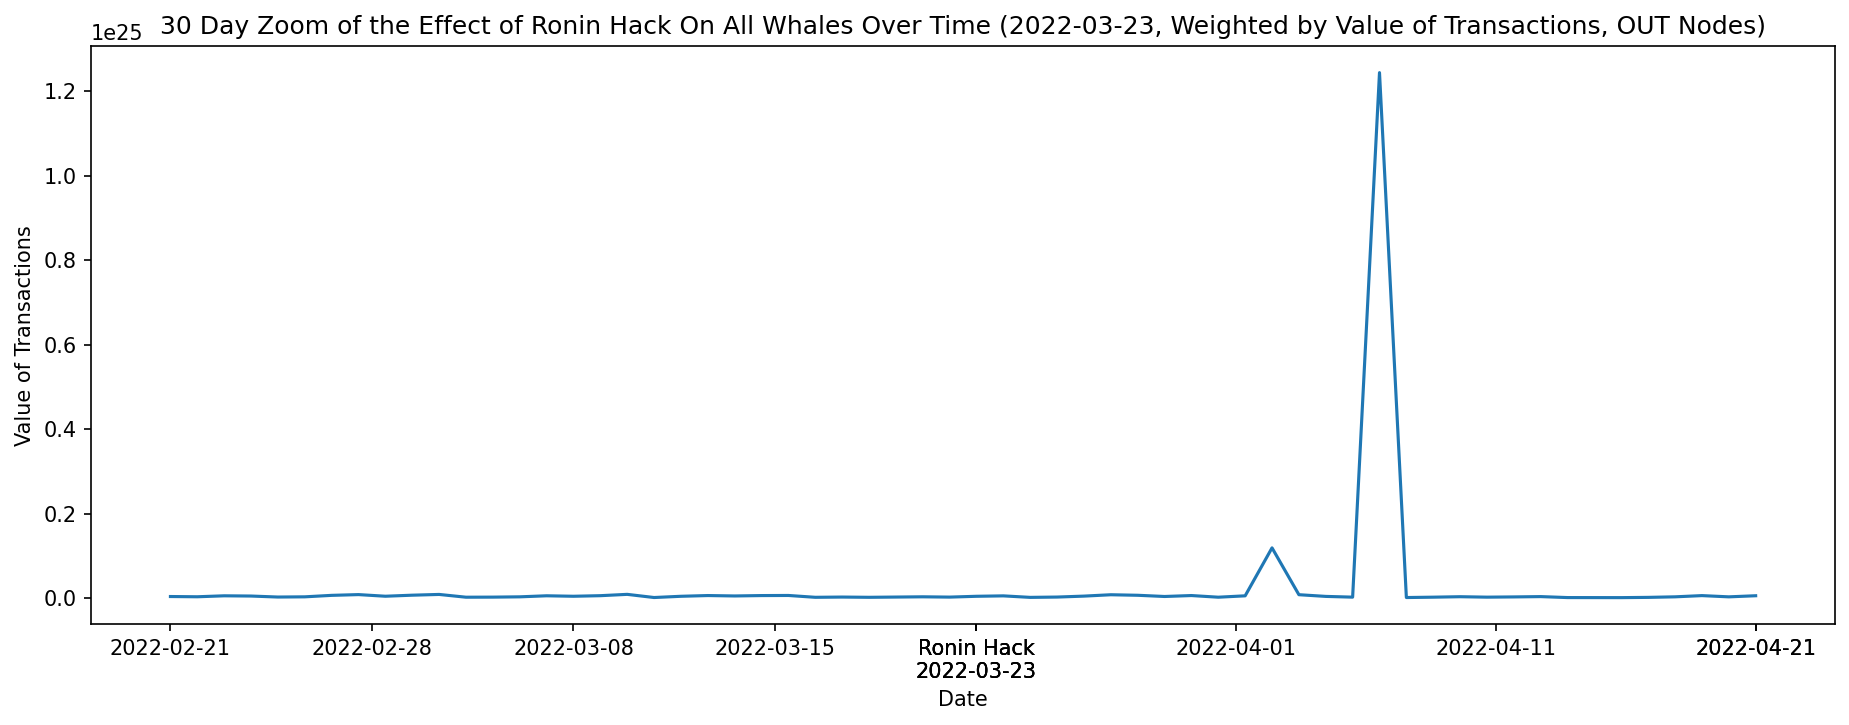 30 Day Zoom of the Effect of Ronin Hack On All Whales Over Time (2022-03-23, Weighted by Value of Transactions, OUT Nodes)
1e25
1.2
1.0
0.8
0.6
0.4
0.2
0.0
Value of Transactions
2022-02-21 2022-02-28 2022-03-08 2022-03-15 Ronin Hack 2022-04-01 2022-04-11 2022-04-21
2022-03-23
Date